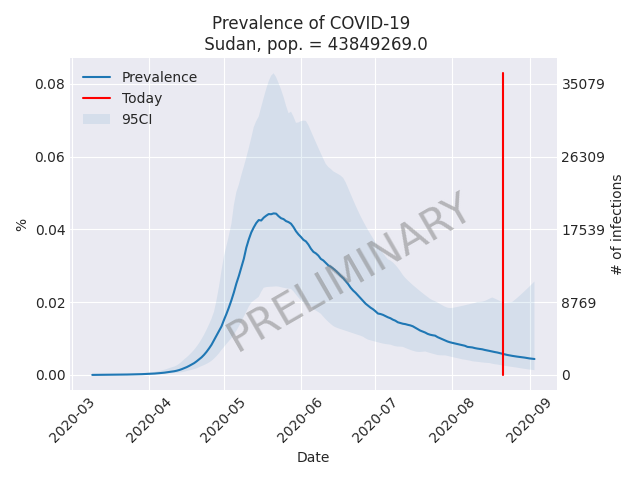 Prevalence of COVID-19
Sudan, pop. = 43849269.0
Prevalence
Today
95CI
PRELIMINARY
%
0.08
0.06
0.04
0.02
0.00
35079
26309
17539
8769
0
# of infections
2020-03
2020-04
2020-05
2020-06
2020-07
2020-08
2020-09
Date